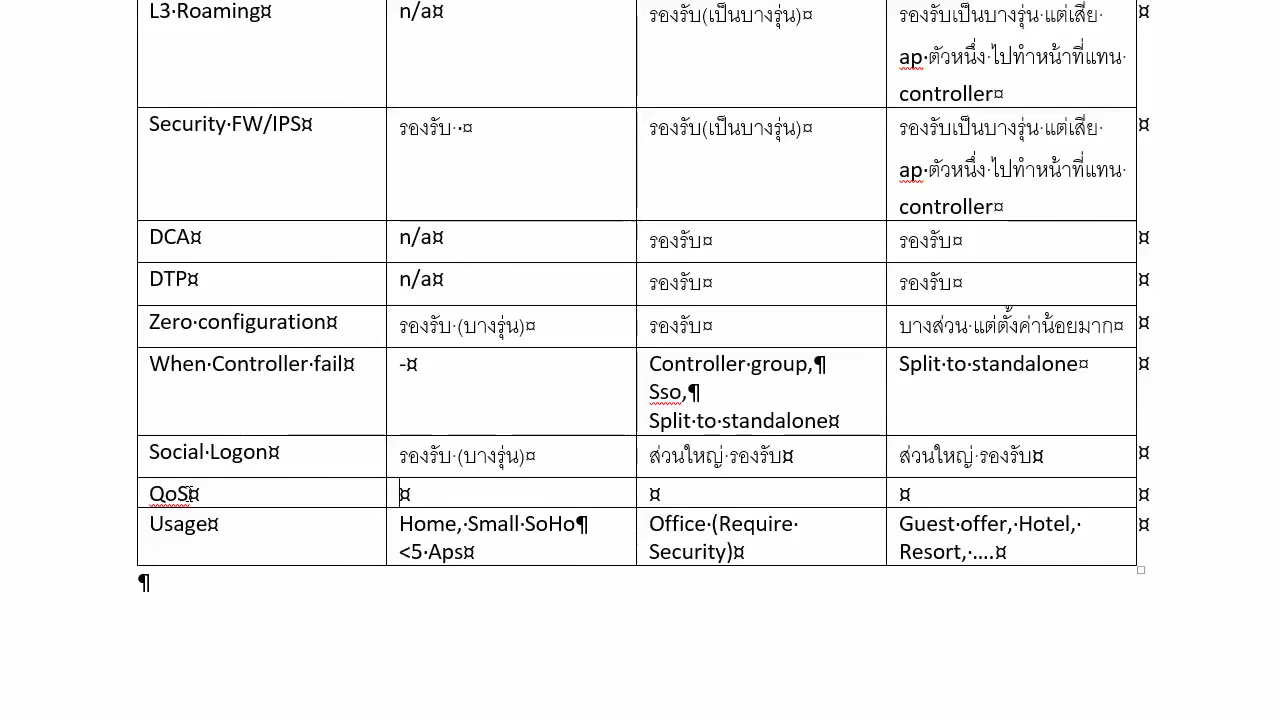 L3 Roaming n/a รองรับ(เป็นบางรุ่น) รองรับเป็นบางรุ่น แต่เสีย
ap ตัวหนึ่ง ไปทำหน้าที่แทน
controller
Security FW/IPS รองรับ รองรับ(เป็นบางรุ่น) รองรับเป็นบางรุ่น แต่เสีย
ap ตัวหนึ่ง ไปทำหน้าที่แทน
controller
DCA n/a รองรับ รองรับ
DTP n/a รองรับ รองรับ
Zero configuration รองรับ (บางรุ่น) รองรับ บางส่วน แต่ตั้งค่าน้อยมาก
When Controller fail - Controller group, Split to standalone
Sso,
Split to standalone
Social Logon รองรับ (บางรุ่น) ส่วนใหญ่ รองรับ ส่วนใหญ่ รองรับ
QoS
Usage Home, Small SoHo Office (Require Guest offer, Hotel,
<5 Aps Security) Resort, ....